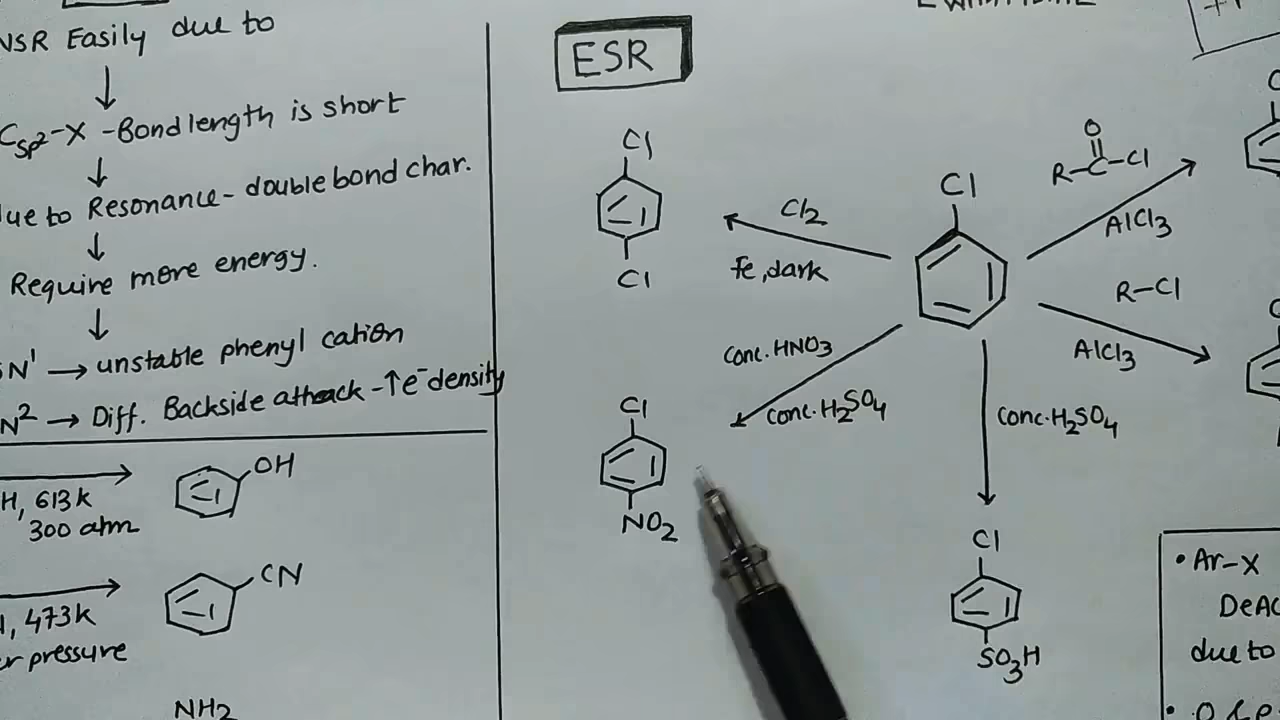 NSR Easily due to
Csp2-X -Bond length is short
due to Resonance- double bond char.
Require more energy.
SN1 → unstable phenyl cation
N2 → Diff. Backside attack -↑e- density
H, 613k
300 atm
OH
, 473k
pressure
CN
NH2
ESR
Cl
Cl
Cl2
Fe, dark
Cl
R-C-Cl
O
AlCl3
R-Cl
AlCl3
Conc.HNO3
Conc.H2SO4
Cl
NO2
Conc.H2SO4
Cl
SO3H
• Ar-X
DeAc
due to